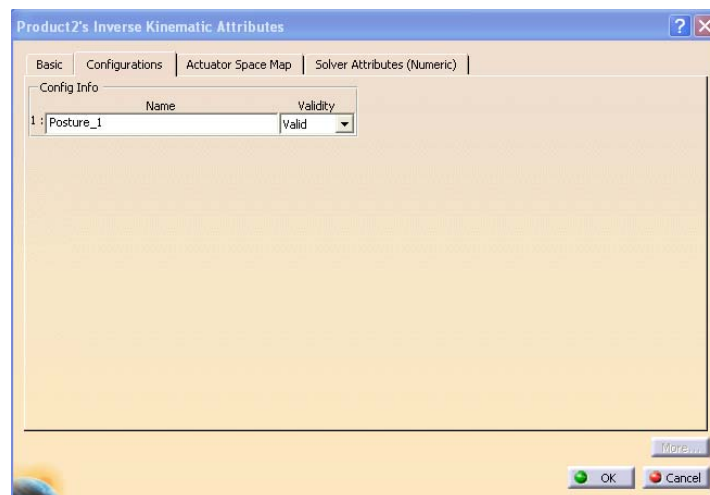 Product2's Inverse Kinematic Attributes
Basic Configurations Actuator Space Map Solver Attributes (Numeric)
Config Info
Name Validity
1 : Posture_1 Valid
More...
OK Cancel